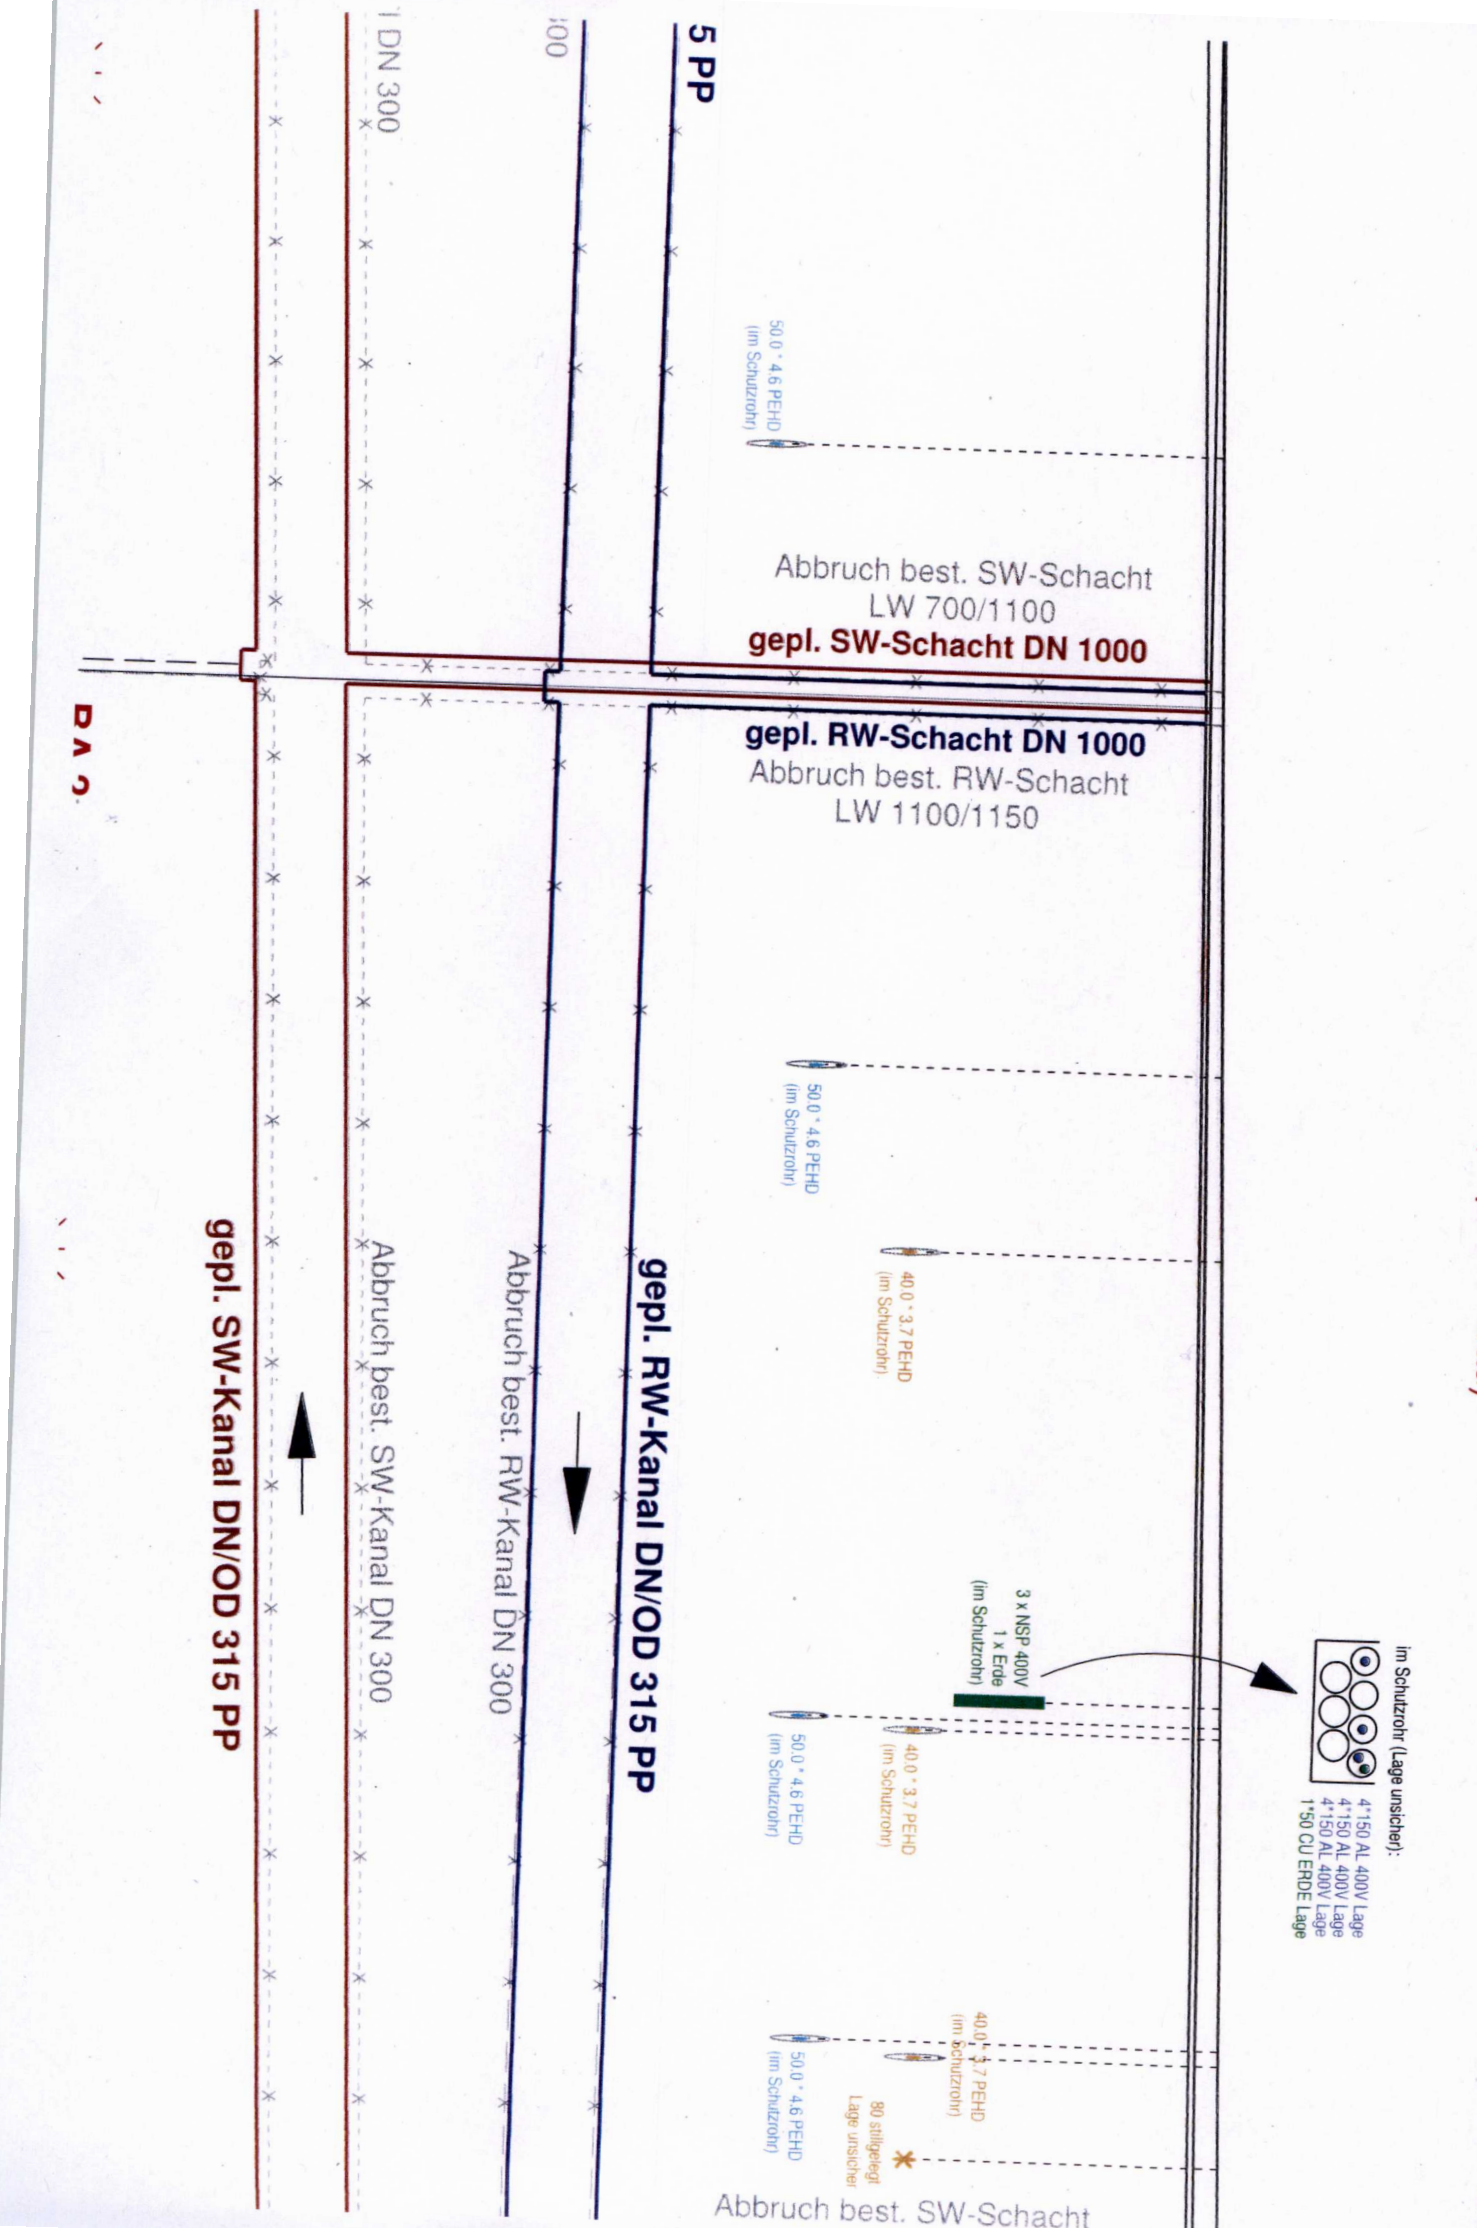 5 PP
DN 300
50.0 * 4.6 PEHD
(im Schutzrohr)
Abbruch best. SW-Schacht
LW 700/1100
gepl. SW-Schacht DN 1000
gepl. RW-Schacht DN 1000
Abbruch best. RW-Schacht
LW 1100/1150
50.0 * 4.6 PEHD
(im Schutzrohr)
40.0 * 3.7 PEHD
(im Schutzrohr)
gepl. RW-Kanal DN/OD 315 PP
Abbruch best. RW-Kanal DN 300
Abbruch best. SW-Kanal DN 300
gepl. SW-Kanal DN/OD 315 PP
3 x NSP 400V
1 x Erde
(im Schutzrohr)
im Schutzrohr (Lage unsicher):
4*150 AL 400V Lage
4*150 AL 400V Lage
4*150 AL 400V Lage
1*50 CU ERDE Lage
40.0 * 3.7 PEHD
(im Schutzrohr)
50.0 * 4.6 PEHD
(im Schutzrohr)
40.0 * 3.7 PEHD
(im Schutzrohr)
50.0 * 4.6 PEHD
(im Schutzrohr)
80 stillgelegt
Lage unsicher
Abbruch best. SW-Schacht